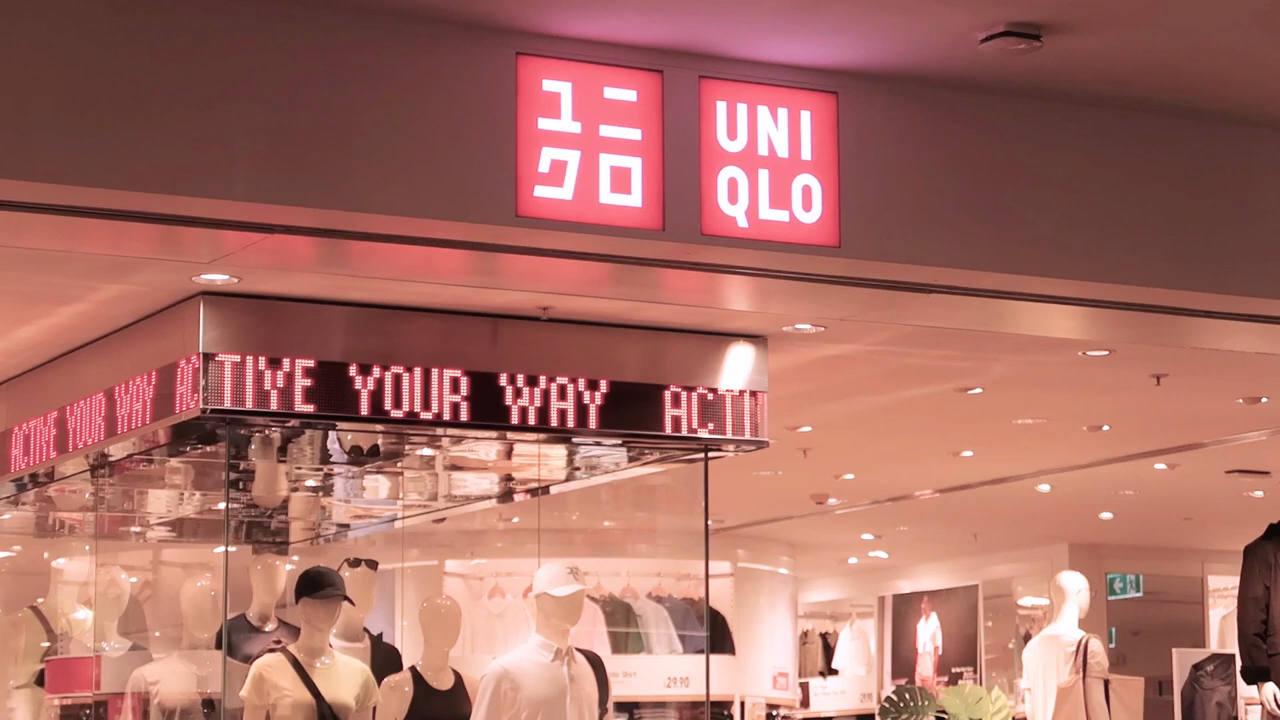 ユニ
クロ
UNI
QLO
ACTIVE YOUR WAY ACTIVE YOUR WAY ACTI
29.90